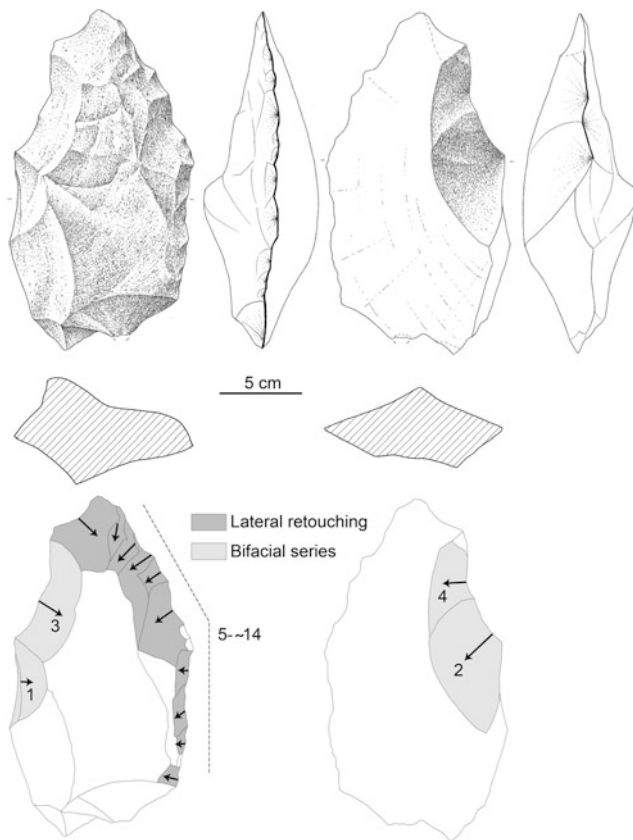 5 cm
Lateral retouching
Bifacial series
3
1
5-~14
4
2